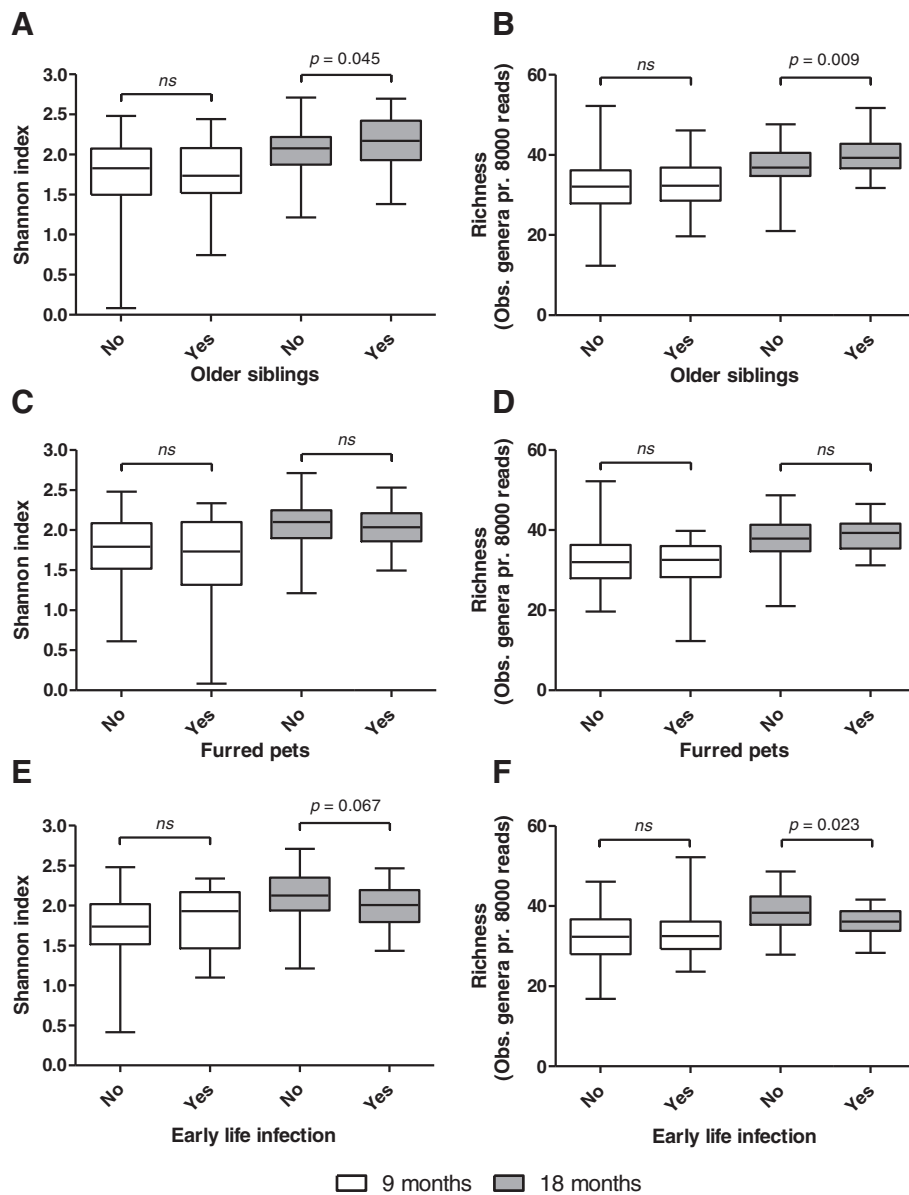 A
Shannon index
3.0
2.5
2.0
1.5
1.0
0.5
0.0
ns
p = 0.045
No
Yes
No
Yes
Older siblings
B
Richness
(Obs. genera pr. 8000 reads)
60
40
20
0
ns
p = 0.009
No
Yes
No
Yes
Older siblings
C
Shannon index
3.0
2.5
2.0
1.5
1.0
0.5
0.0
ns
ns
No
Yes
No
Yes
Furred pets
D
Richness
(Obs. genera pr. 8000 reads)
60
40
20
0
ns
ns
No
Yes
No
Yes
Furred pets
E
Shannon index
3.0
2.5
2.0
1.5
1.0
0.5
0.0
ns
p = 0.067
No
Yes
No
Yes
Early life infection
F
Richness
(Obs. genera pr. 8000 reads)
60
40
20
0
ns
p = 0.023
No
Yes
No
Yes
Early life infection
9 months 18 months